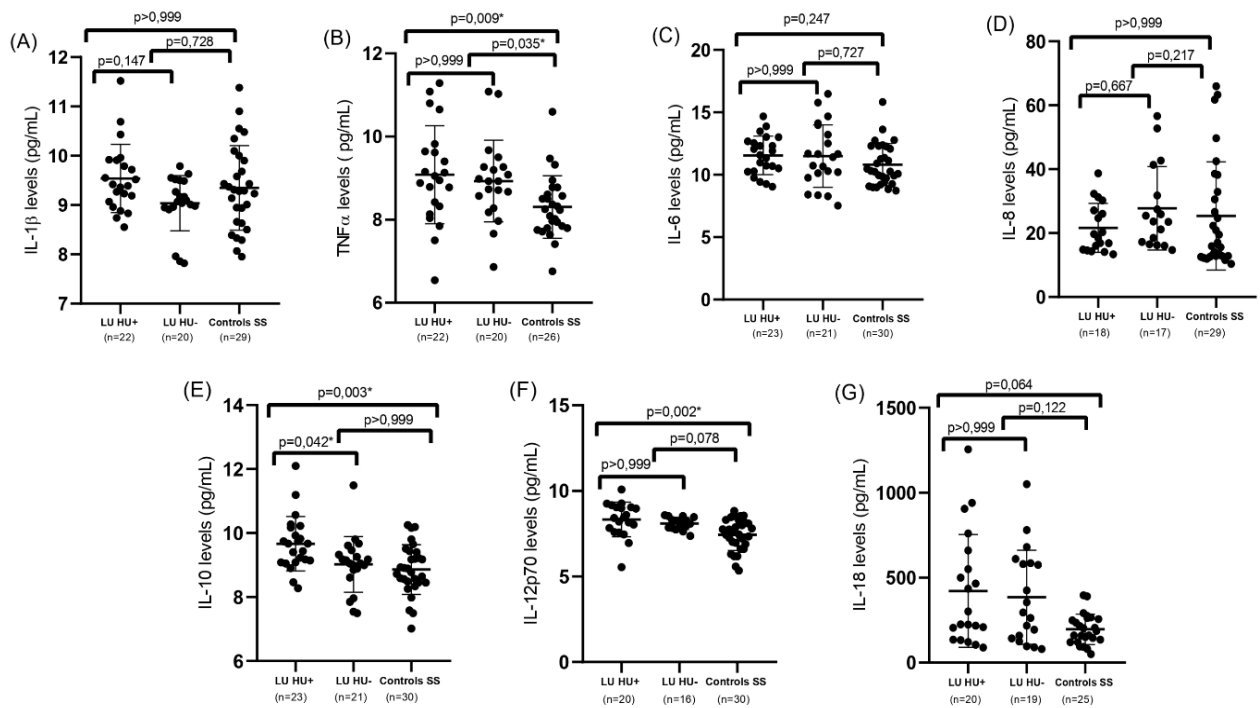 (A)
p>0,999
p=0,728
p=0,147
IL-1β levels (pg/mL)
12
11
10
9
8
7
LU HU+
(n=22)
LU HU-
(n=20)
Controls SS
(n=29)
(B)
p=0,009*
p=0,035*
p>0,999
TNFα levels ( pg/mL)
12
10
8
6
LU HU+
(n=22)
LU HU-
(n=20)
Controls SS
(n=26)
(C)
p=0,247
p=0,727
p>0,999
IL-6 levels (pg/mL)
20
15
10
5
0
LU HU+
(n=23)
LU HU-
(n=21)
Controls SS
(n=30)
(D)
p>0,999
p=0,217
p=0,667
IL-8 levels (pg/mL)
80
60
40
20
0
LU HU+
(n=18)
LU HU-
(n=17)
Controls SS
(n=29)
(E)
p=0,003*
p>0,999
p=0,042*
IL-10 levels (pg/mL)
14
12
10
8
6
LU HU+
(n=23)
LU HU-
(n=21)
Controls SS
(n=30)
(F)
p=0,002*
p=0,078
p>0,999
IL-12p70 levels (pg/mL)
15
10
5
0
LU HU+
(n=20)
LU HU-
(n=16)
Controls SS
(n=30)
(G)
p=0,064
p=0,122
p>0,999
IL-18 levels (pg/mL)
1500
1000
500
0
LU HU+
(n=20)
LU HU-
(n=19)
Controls SS
(n=25)